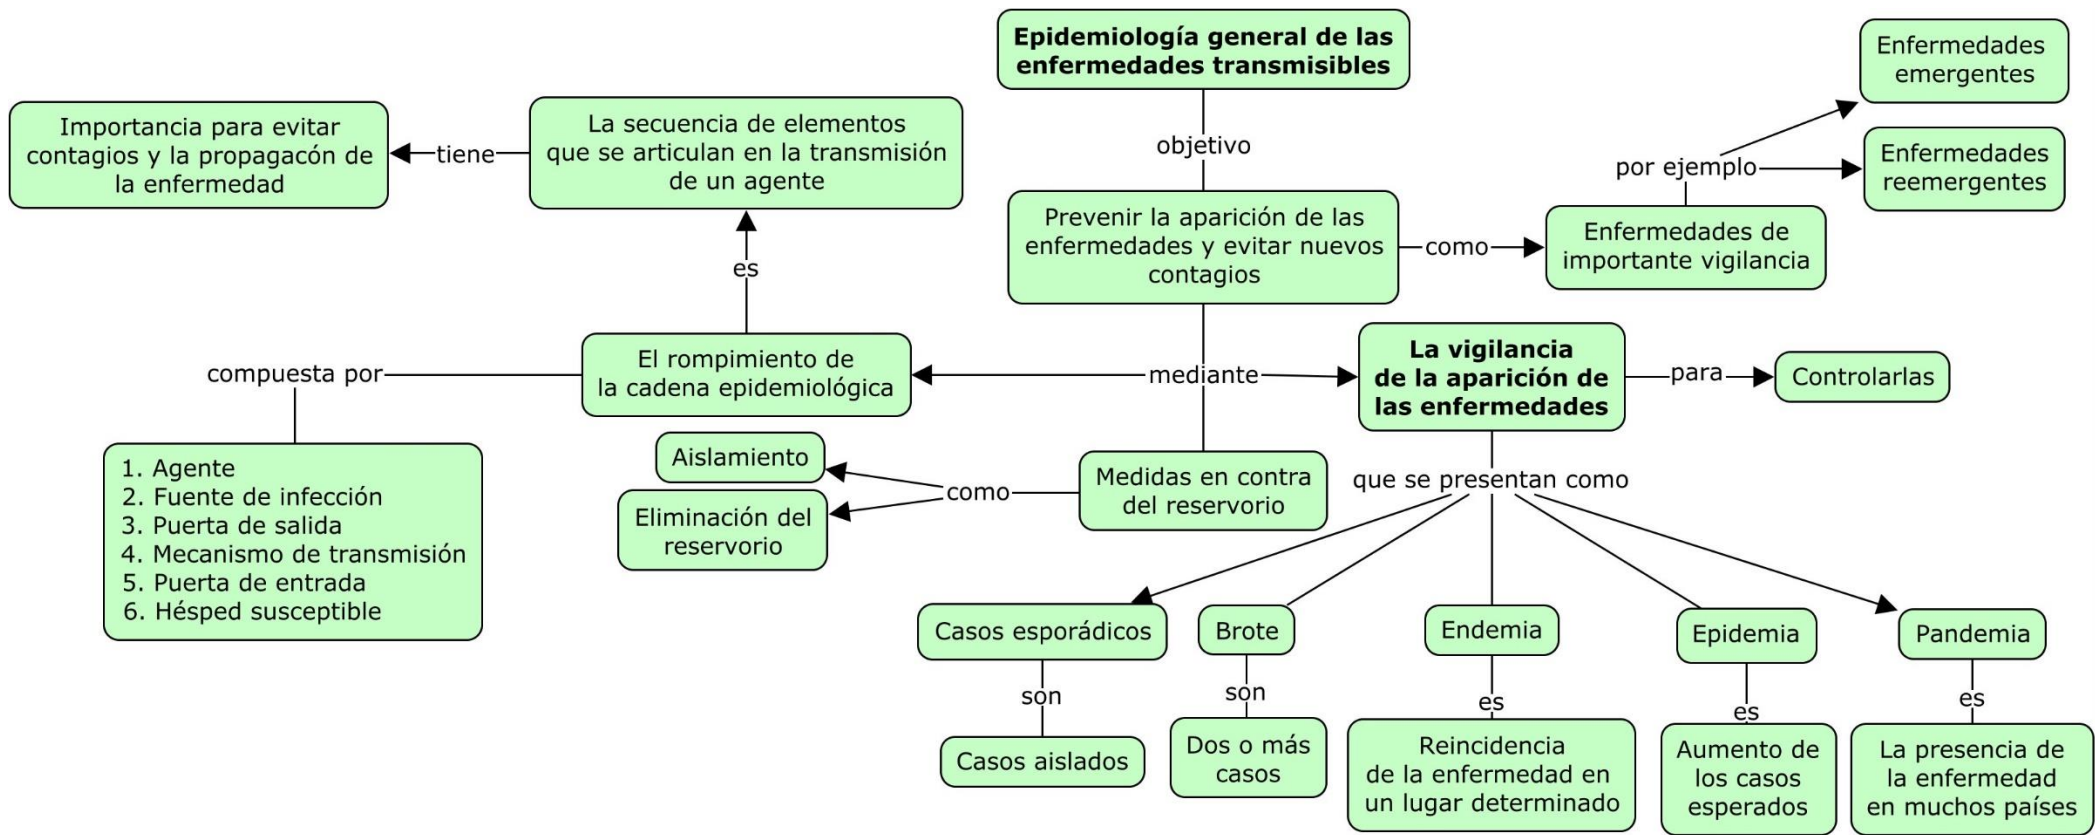 Epidemiología general de las
enfermedades transmisibles
objetivo
Prevenir la aparición de las
enfermedades y evitar nuevos
contagios
como
Enfermedades de
importante vigilancia
por ejemplo
Enfermedades
emergentes
Enfermedades
reemergentes
mediante
El rompimiento de
la cadena epidemiológica
es
La secuencia de elementos
que se articulan en la transmisión
de un agente
tiene
Importancia para evitar
contagios y la propagacón de
la enfermedad
compuesta por
1. Agente
2. Fuente de infección
3. Puerta de salida
4. Mecanismo de transmisión
5. Puerta de entrada
6. Hésped susceptible
Medidas en contra
del reservorio
como
Aislamiento
Eliminación del
reservorio
La vigilancia
de la aparición de
las enfermedades
para
Controlarlas
que se presentan como
Casos esporádicos
son
Casos aislados
Brote
son
Dos o más
casos
Endemia
es
Reincidencia
de la enfermedad en
un lugar determinado
Epidemia
es
Aumento de
los casos
esperados
Pandemia
es
La presencia de
la enfermedad
en muchos países